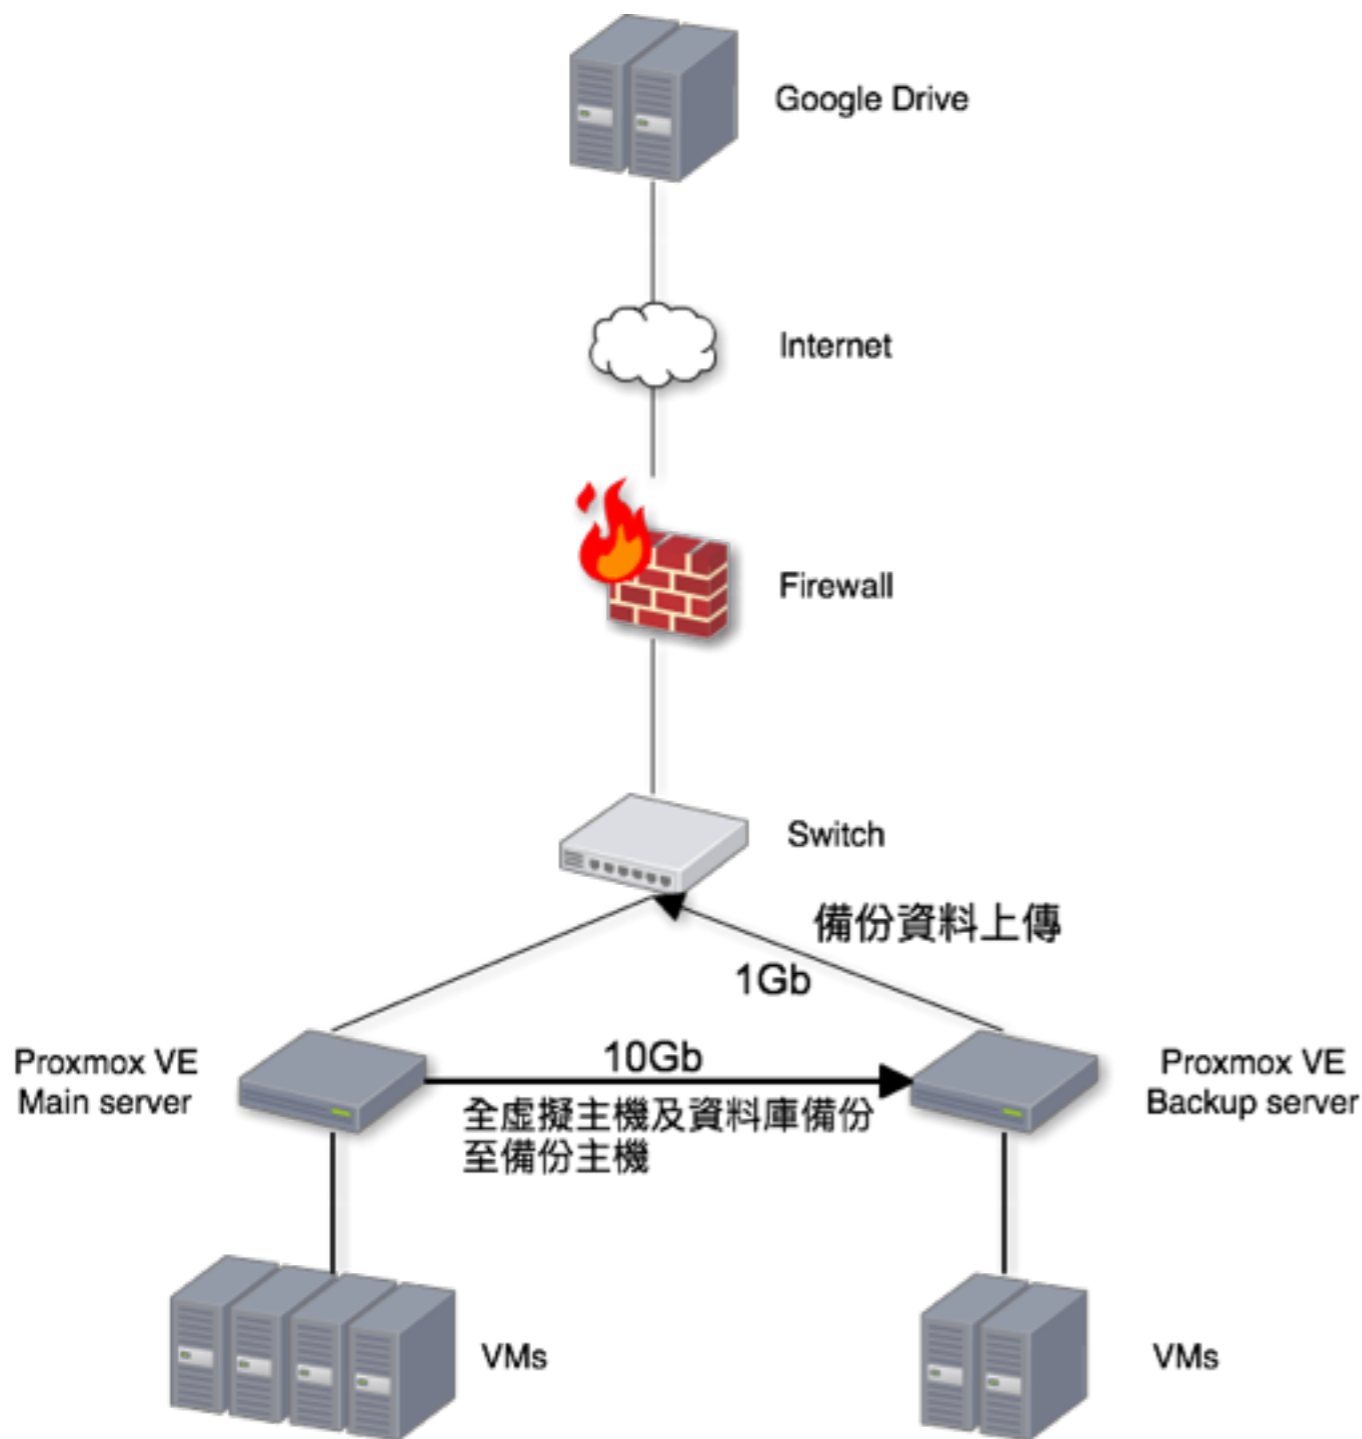 Google Drive
Internet
Firewall
Switch
備份資料上傳
1Gb
Proxmox VE
Main server
10Gb
全虛擬主機及資料庫備份
至備份主機
Proxmox VE
Backup server
VMs
VMs